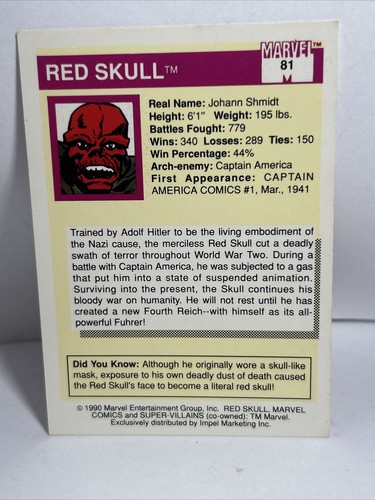 MARVEL™
81
M
RED SKULL™
Real Name: Johann Shmidt
Height: 6'1" Weight: 195 lbs.
Battles Fought: 779
Wins: 340 Losses: 289 Ties: 150
Win Percentage: 44%
Arch-enemy: Captain America
First Appearance: CAPTAIN
AMERICA COMICS #1, Mar., 1941
Trained by Adolf Hitler to be the living embodiment of
the Nazi cause, the merciless Red Skull cut a deadly
swath of terror throughout World War Two. During a
battle with Captain America, he was subjected to a gas
that put him into a state of suspended animation.
Surviving into the present, the Skull continues his
bloody war on humanity. He will not rest until he has
created a new Fourth Reich--with himself as its all-
powerful Fuhrer!
Did You Know: Although he originally wore a skull-like
mask, exposure to his own deadly dust of death caused
the Red Skull's face to become a literal red skull!
© 1990 Marvel Entertainment Group, Inc. RED SKULL, MARVEL
COMICS and SUPER-VILLAINS (co-owned): TM Marvel.
Exclusively distributed by Impel Marketing Inc.